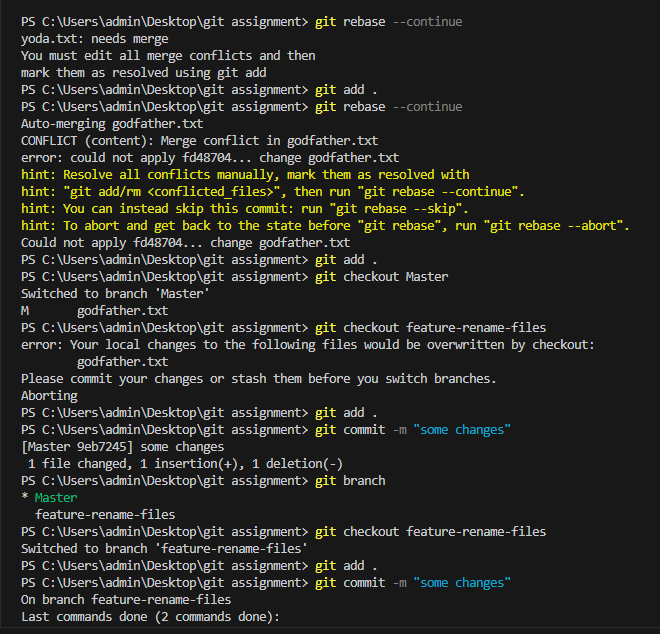 PS C:\Users\admin\Desktop\git assignment> git rebase --continue
yoda.txt: needs merge
You must edit all merge conflicts and then
mark them as resolved using git add
PS C:\Users\admin\Desktop\git assignment> git add .
PS C:\Users\admin\Desktop\git assignment> git rebase --continue
Auto-merging godfather.txt
CONFLICT (content): Merge conflict in godfather.txt
error: could not apply fd48704... change godfather.txt
hint: Resolve all conflicts manually, mark them as resolved with
hint: "git add/rm <conflicted_files>", then run "git rebase --continue".
hint: You can instead skip this commit: run "git rebase --skip".
hint: To abort and get back to the state before "git rebase", run "git rebase --abort".
Could not apply fd48704... change godfather.txt
PS C:\Users\admin\Desktop\git assignment> git add .
PS C:\Users\admin\Desktop\git assignment> git checkout Master
Switched to branch 'Master'
M       godfather.txt
PS C:\Users\admin\Desktop\git assignment> git checkout feature-rename-files
error: Your local changes to the following files would be overwritten by checkout:
        godfather.txt
Please commit your changes or stash them before you switch branches.
Aborting
PS C:\Users\admin\Desktop\git assignment> git add .
PS C:\Users\admin\Desktop\git assignment> git commit -m "some changes"
[Master 9eb7245] some changes
 1 file changed, 1 insertion(+), 1 deletion(-)
PS C:\Users\admin\Desktop\git assignment> git branch
* Master
  feature-rename-files
PS C:\Users\admin\Desktop\git assignment> git checkout feature-rename-files
Switched to branch 'feature-rename-files'
PS C:\Users\admin\Desktop\git assignment> git add .
PS C:\Users\admin\Desktop\git assignment> git commit -m "some changes"
On branch feature-rename-files
Last commands done (2 commands done):